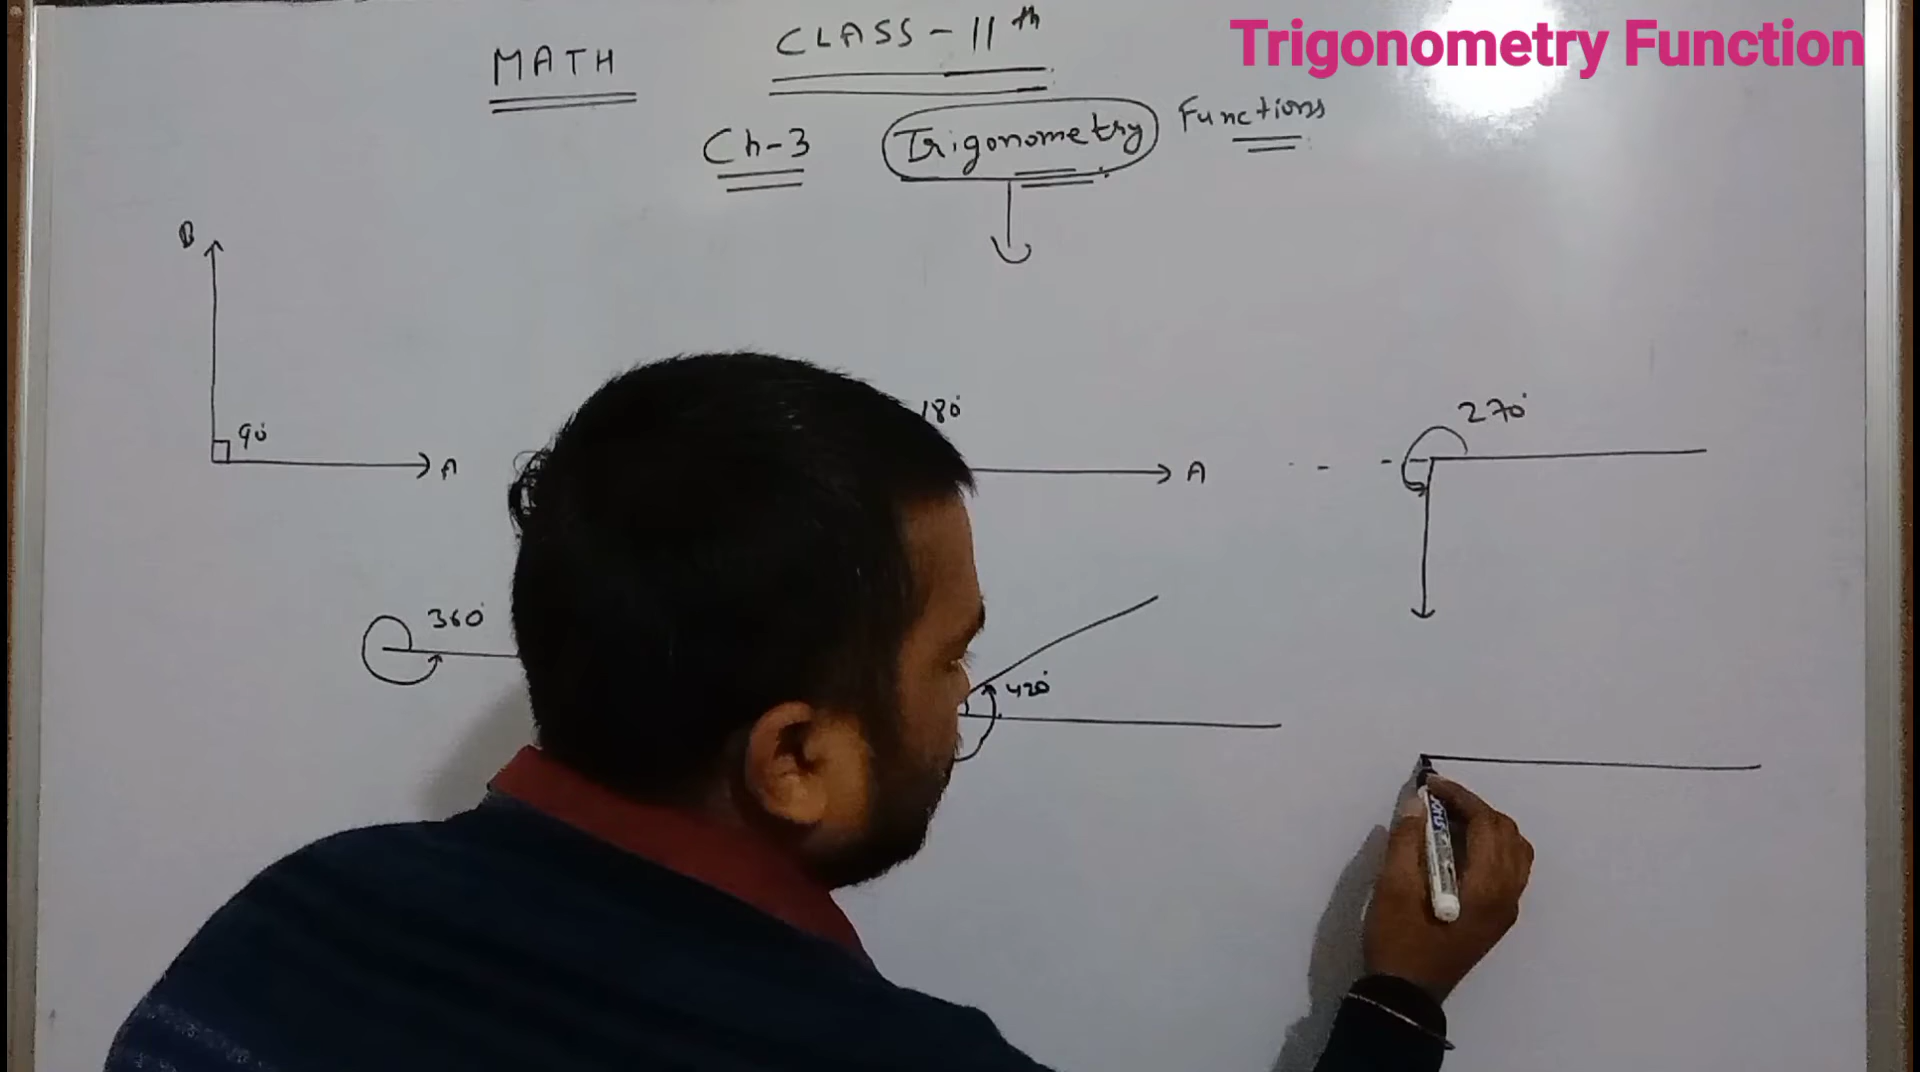 Trigonometry Function
MATH
CLASS - 11th
Ch-3 Trigonometry Functions
B
90°
A
180°
A
270°
360°
420°